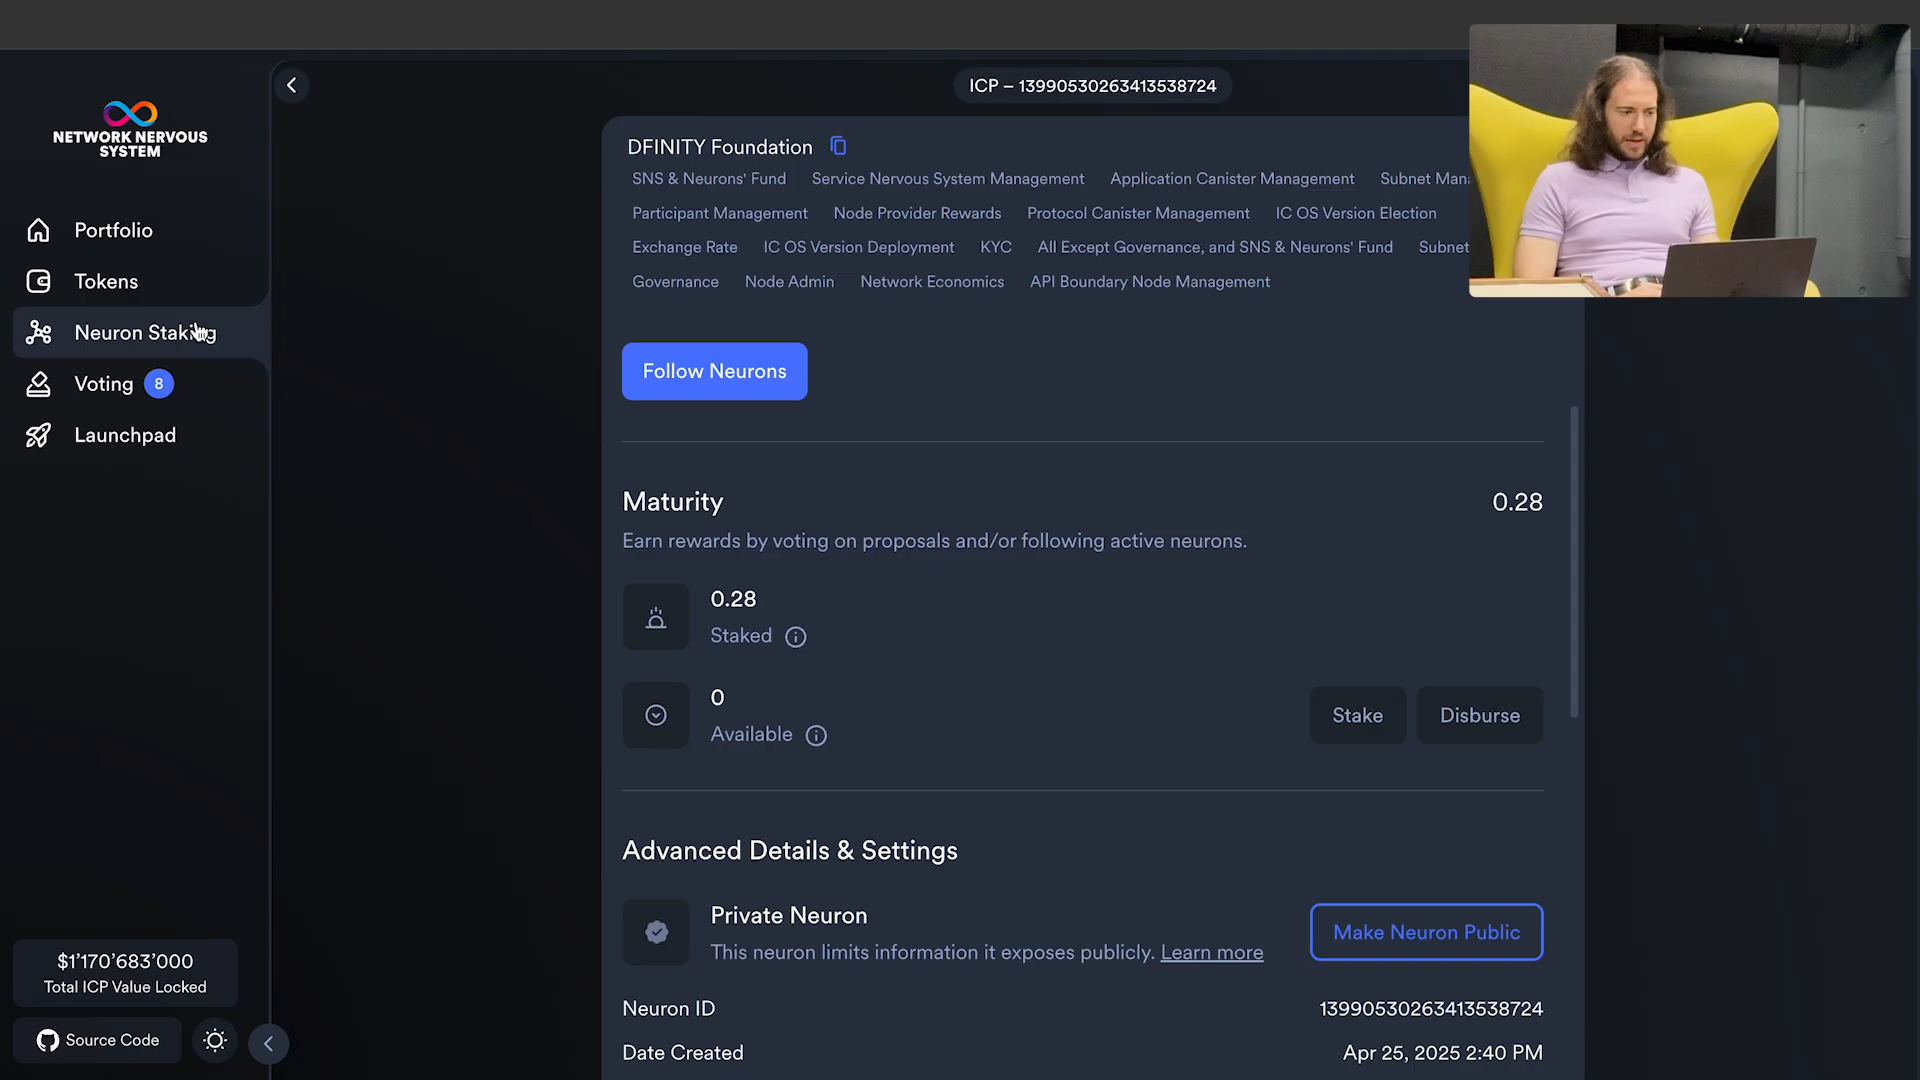 NETWORK NERVOUS
SYSTEM
Portfolio
Tokens
Neuron Staking
Voting 8
Launchpad
$1’170’683’000
Total ICP Value Locked
Source Code
ICP – 13990530263413538724
DFINITY Foundation
SNS & Neurons' Fund Service Nervous System Management Application Canister Management Subnet
Participant Management Node Provider Rewards Protocol Canister Management IC OS Version Election
Exchange Rate IC OS Version Deployment KYC All Except Governance, and SNS & Neurons' Fund Subnet
Governance Node Admin Network Economics API Boundary Node Management
Follow Neurons
Maturity 0.28
Earn rewards by voting on proposals and/or following active neurons.
0.28
Staked
0
Available
Stake Disburse
Advanced Details & Settings
Private Neuron
This neuron limits information it exposes publicly. Learn more
Make Neuron Public
Neuron ID 13990530263413538724
Date Created Apr 25, 2025 2:40 PM